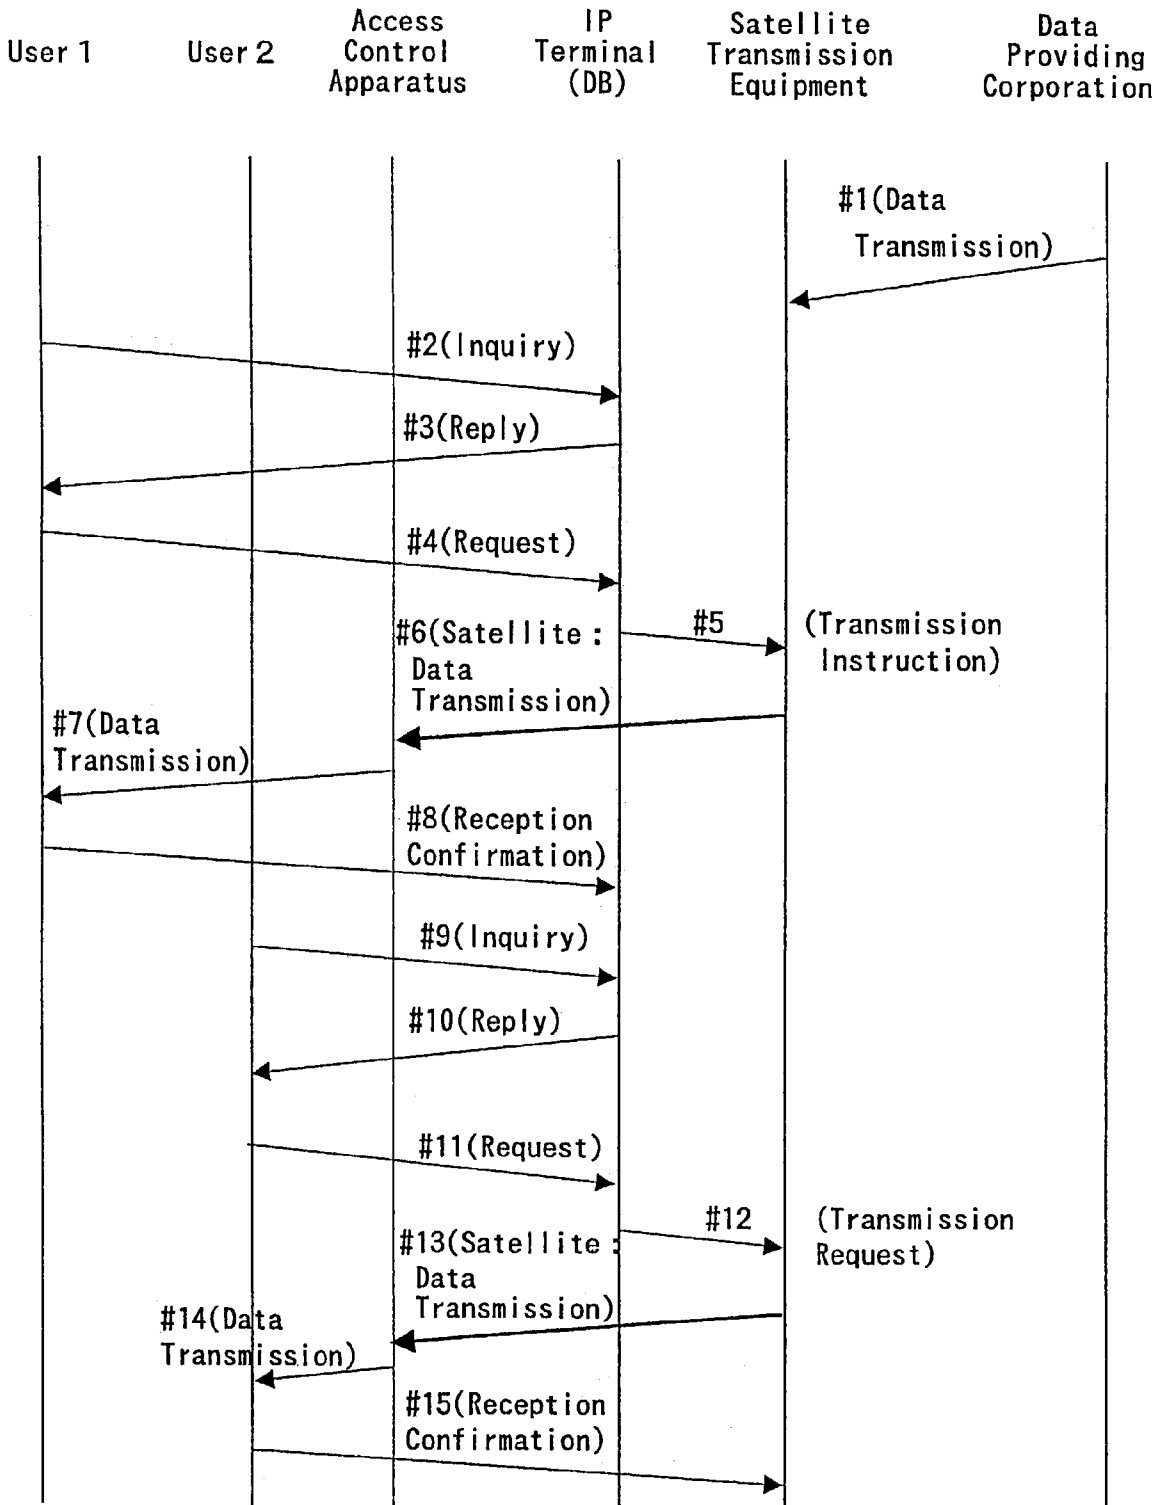 User 1
User 2
Access
Control
Apparatus
IP
Terminal
(DB)
Satellite
Transmission
Equipment
Data
Providing
Corporation
#1(Data
Transmission)
#2(Inquiry)
#3(Reply)
#4(Request)
#5
(Transmission
Instruction)
#6(Satellite:
Data
Transmission)
#7(Data
Transmission)
#8(Reception
Confirmation)
#9(Inquiry)
#10(Reply)
#11(Request)
#12
(Transmission
Request)
#13(Satellite:
Data
Transmission)
#14(Data
Transmission)
#15(Reception
Confirmation)